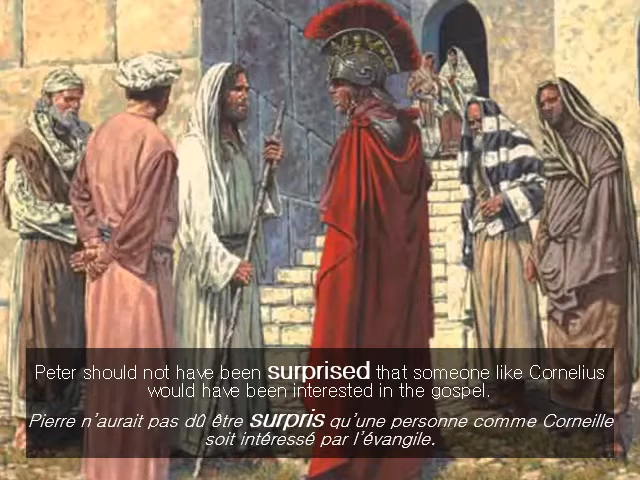 Peter should not have been surprised that someone like Cornelius
would have been interested in the gospel.
Pierre n'aurait pas dû être surpris qu'une personne comme Corneille
soit intéressé par l'évangile.